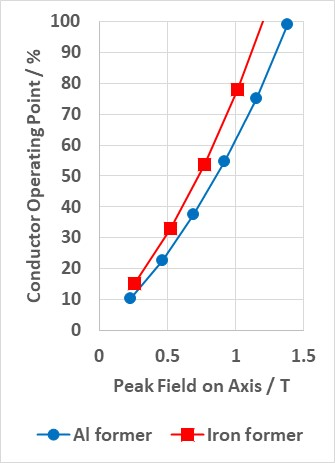 Conductor Operating Point / %
100
90
80
70
60
50
40
30
20
10
0
0 0.5 1 1.5
Peak Field on Axis / T
Al former Iron former